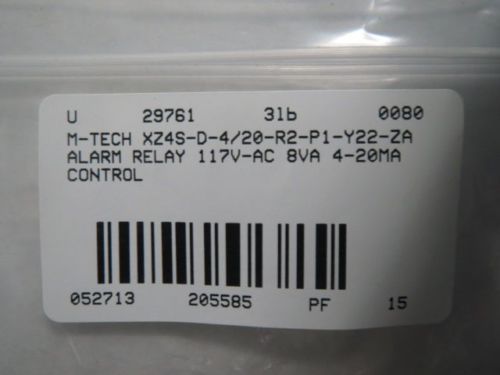 U 29761 3lb 0080
M-TECH XZ4S-D-4/20-R2-P1-Y22-ZA
ALARM RELAY 117V-AC 8VA 4-20MA
CONTROL
052713 205585 PF 15